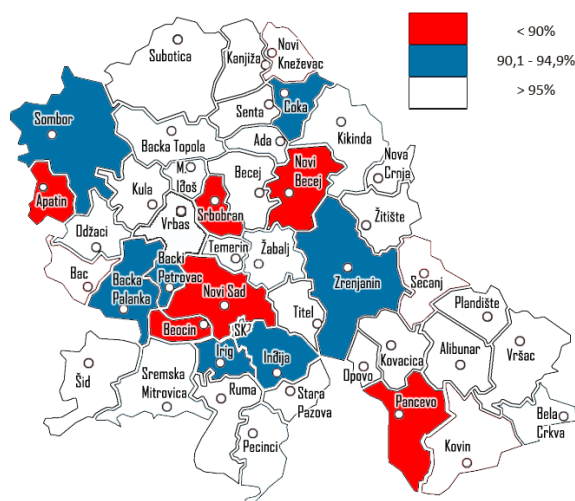 < 90%
90,1 - 94,9%
> 95%
Subotica
Kanjiža
Novi
Kneževac
Sombor
Senta
Coka
Backa Topola
Ada
Kikinda
Apatin
Kula
M.
Iđoš
Becej
Novi
Becej
Nova
Crnja
Srbobran
Vrbas
Žitište
Odžaci
Temerin
Žabalj
Bac
Backa
Palanka
Backi
Petrovac
Novi Sad
Zrenjanin
Secanj
Plandište
Titel
Beocin
SK
Irig
Inđija
Kovacica
Alibunar
Vršac
Opovo
Šid
Sremska
Mitrovica
Ruma
Stara
Pazova
Pancevo
Bela
Crkva
Pecinci
Kovin